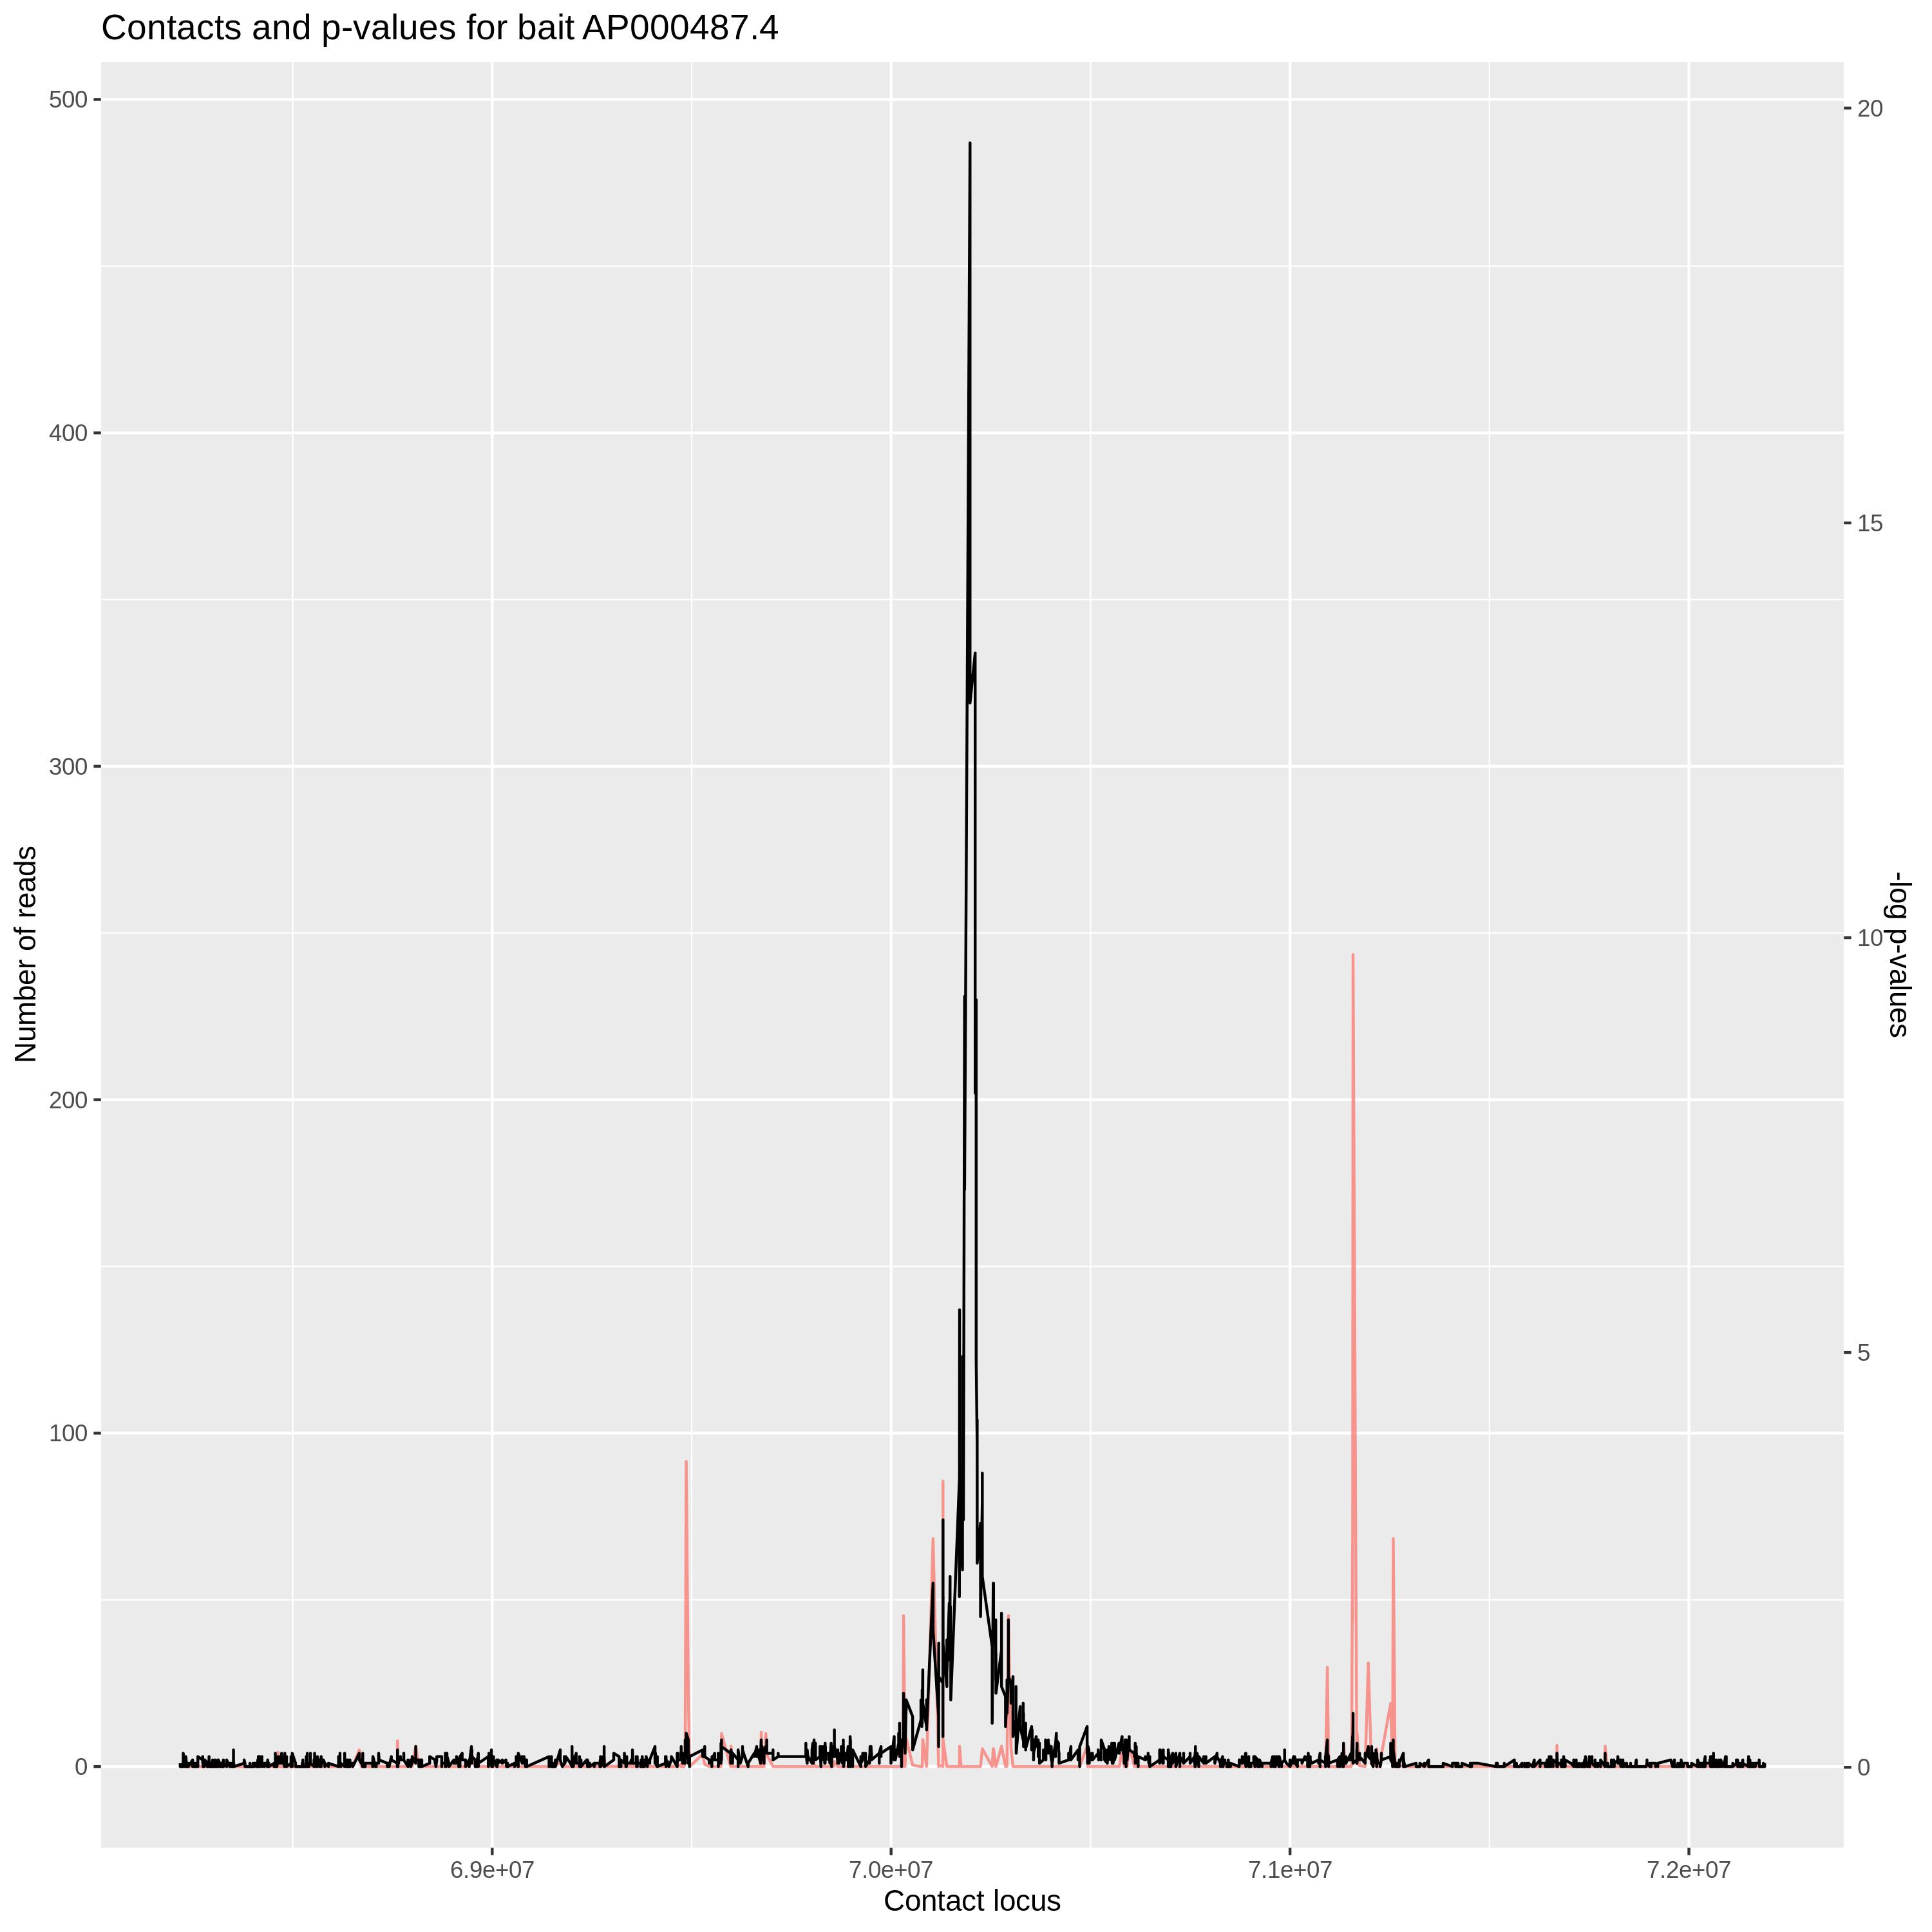 Contacts and p-values for bait AP000487.4
500
400
300
200
100
0
Number of reads
20
15
10
5
0
-log p-values
6.9e+07
7.0e+07
7.1e+07
7.2e+07
Contact locus